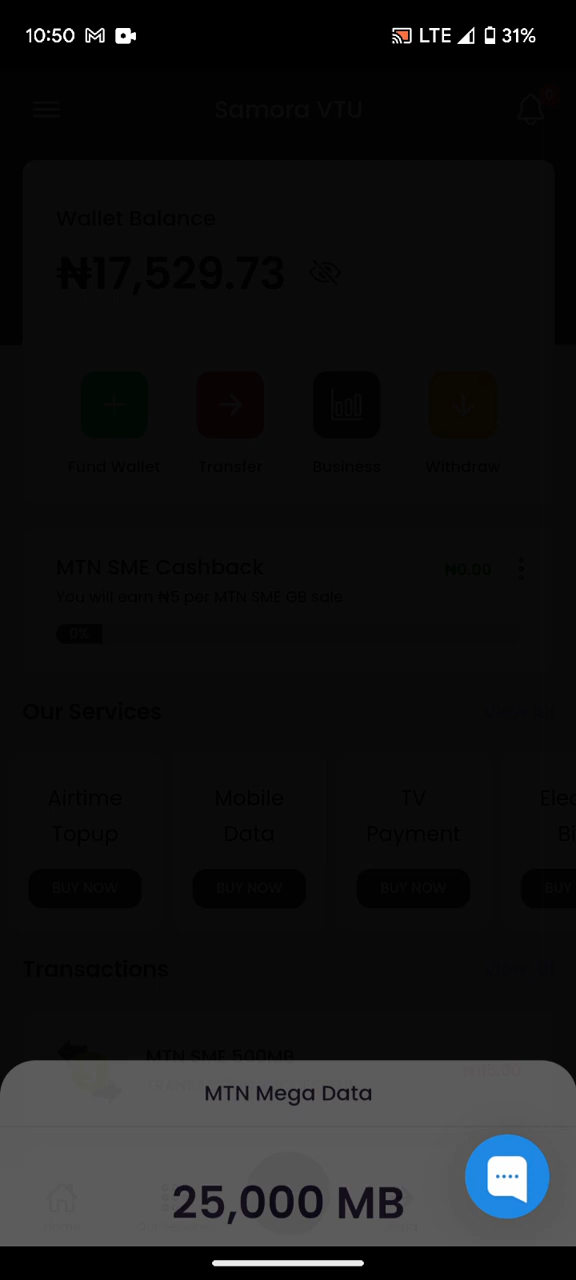 10:50 LTE 31%
Samora VTU
Wallet Balance
₦17,529.73
Fund Wallet Transfer Business Withdraw
MTN SME Cashback ₦0.00
You will earn ₦5 per MTN SME GB sale
0%
Our Services
Airtime Topup
Mobile Data
TV Payment
BUY NOW BUY NOW BUY NOW BUY
Transactions
MTN SME 500MB
MTN Mega Data
25,000 MB